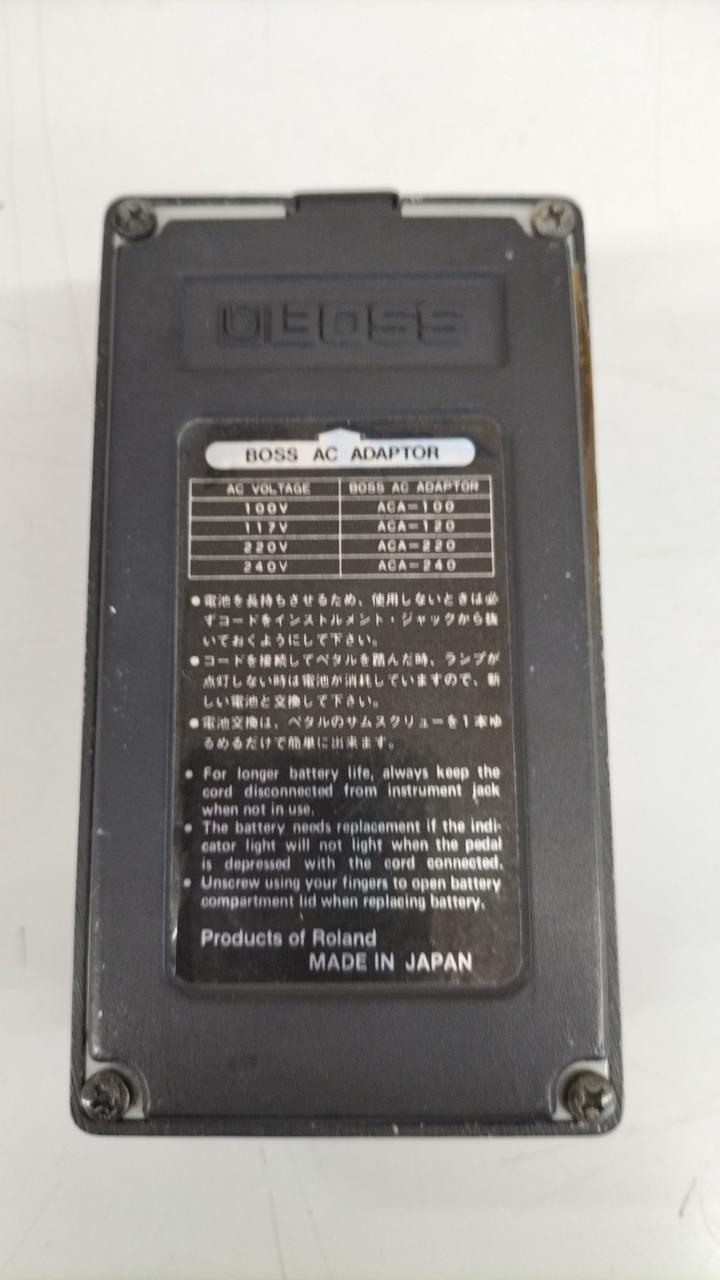 BOSS
BOSS AC ADAPTOR
AC VOLTAGE BOSS AC ADAPTOR
100V ACA-100
117V ACA-120
220V ACA-220
240V ACA-240
●電池を長持ちさせるため、使用しないときは必
ずコードをインストルメント・ジャックから抜
いておくようにして下さい。
●コードを接続してペタルを踏んだ時、ランプが
点灯しない時は電池が消耗していますので、新
しい電池と交換して下さい。
●電池交換は、ペタルのサムスクリューを1本ゆ
るめるだけで簡単に出来ます。
● For longer battery life, always keep the
cord disconnected from instrument jack
when not in use.
● The battery needs replacement if the indi-
cator light will not light when the pedal
is depressed with the cord connected.
● Unscrew using your fingers to open battery
compartment lid when replacing battery.
Products of Roland
MADE IN JAPAN